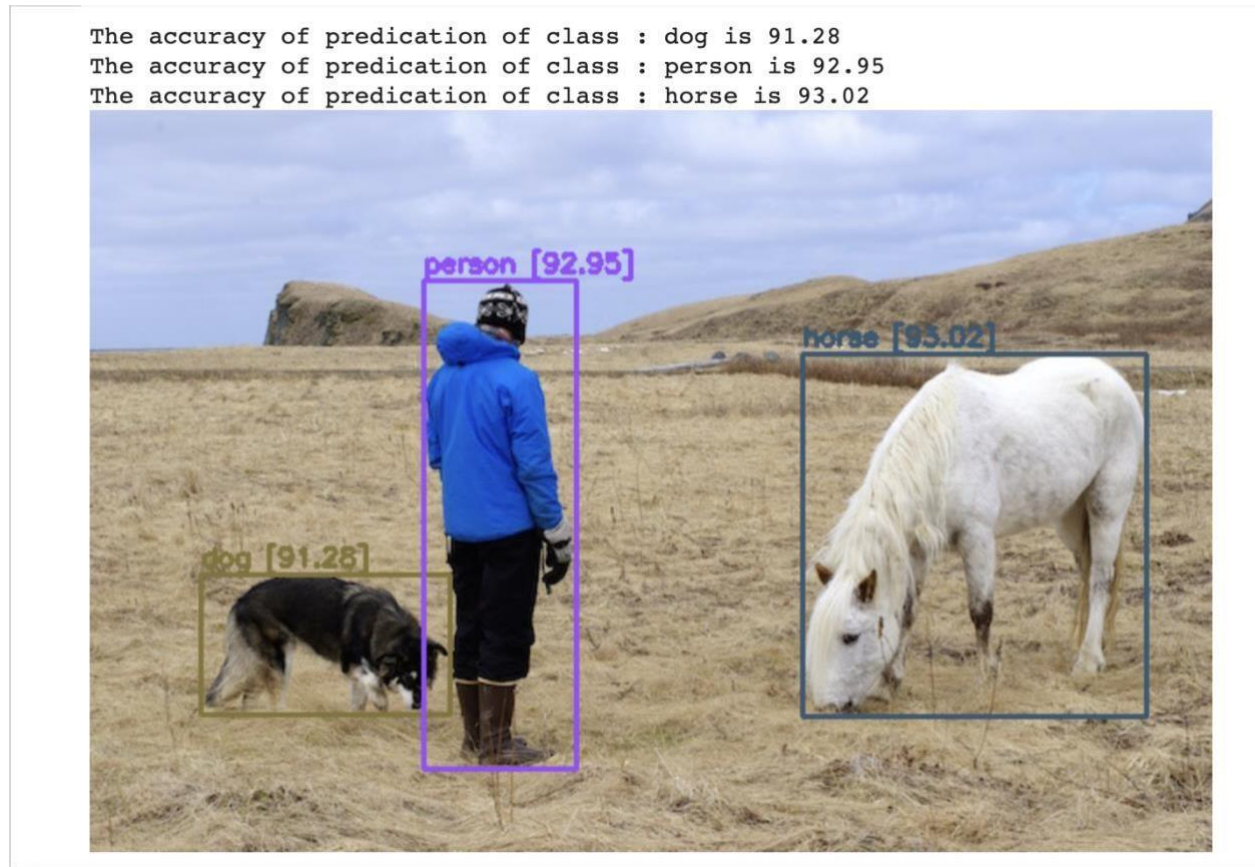 The accuracy of predication of class : dog is 91.28
The accuracy of predication of class : person is 92.95
The accuracy of predication of class : horse is 93.02
person [92.95]
horse [93.02]
dog [91.28]